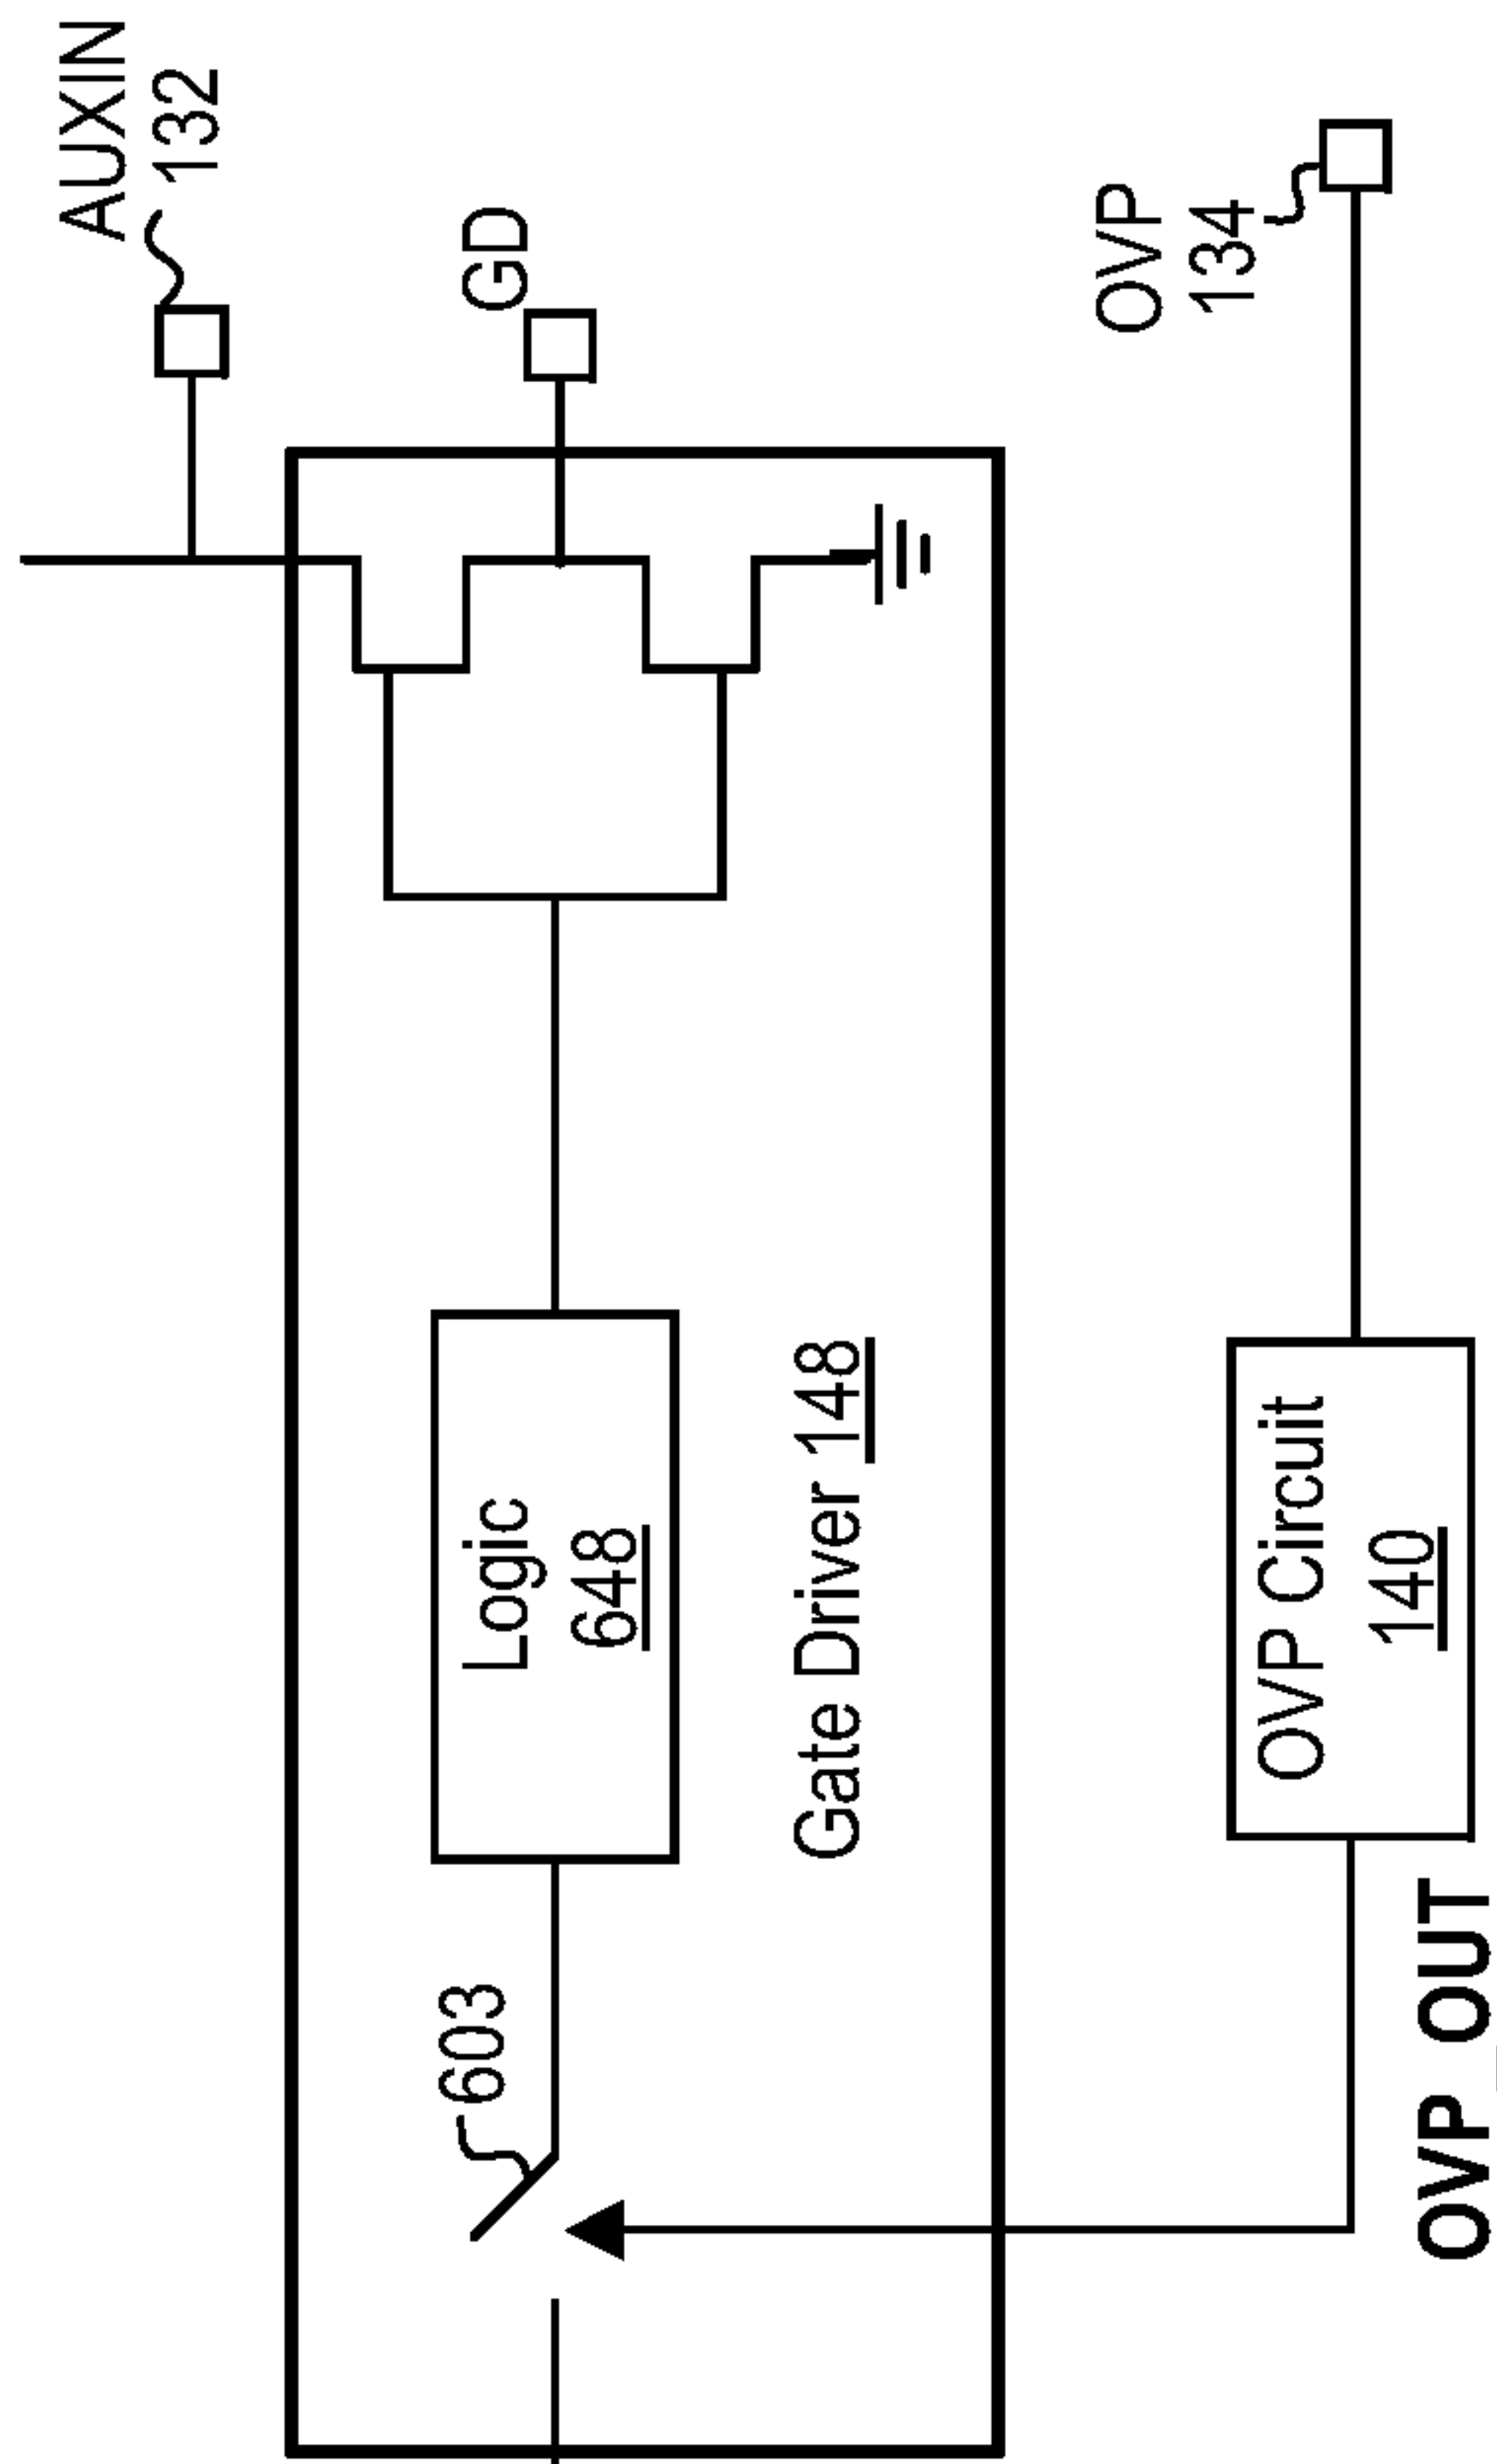 AUXIN
132
GD
603
Logic
648
Gate Driver 148
OVP
134
OVP Circuit
140
OVP_OUT